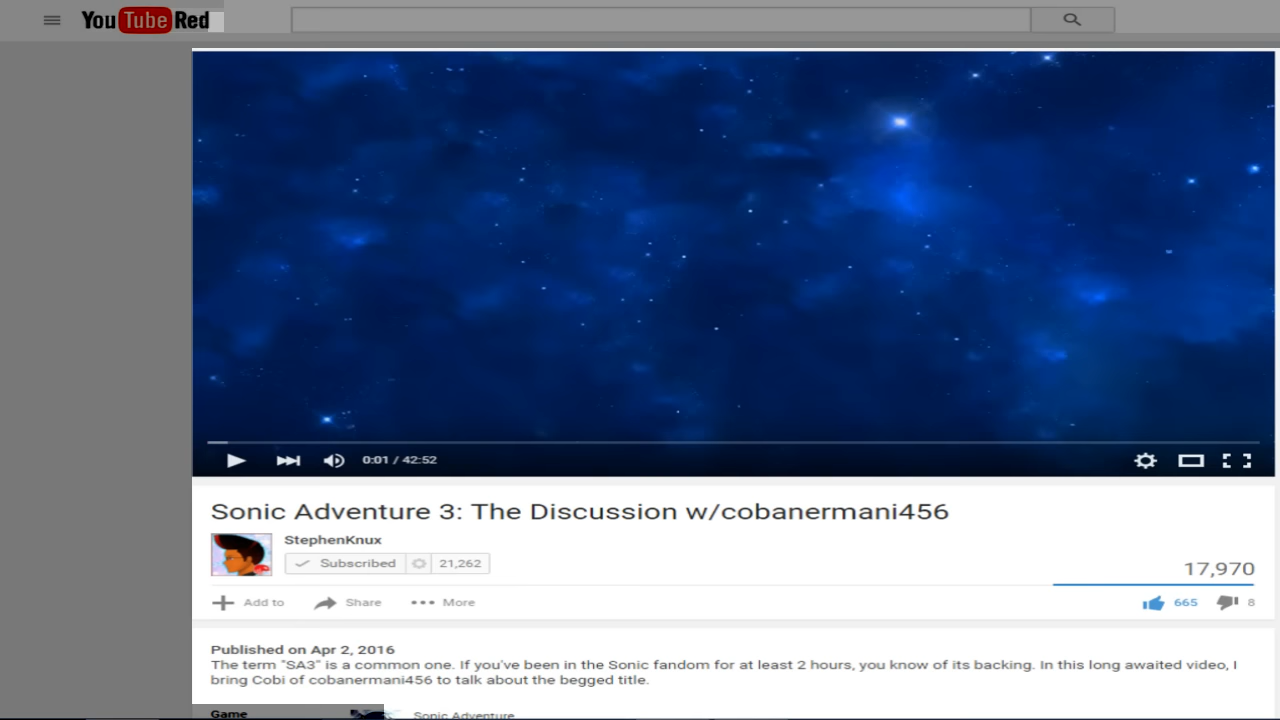 YouTube Red
0:01 / 42:52
Sonic Adventure 3: The Discussion w/cobanermani456
StephenKnux
Subscribed 21,262
17,970
Add to Share More 665 8
Published on Apr 2, 2016
The term "SA3" is a common one. If you've been in the Sonic fandom for at least 2 hours, you know of its backing. In this long awaited video, I
bring Cobi of cobanermani456 to talk about the begged title.
Game Sonic Adventure